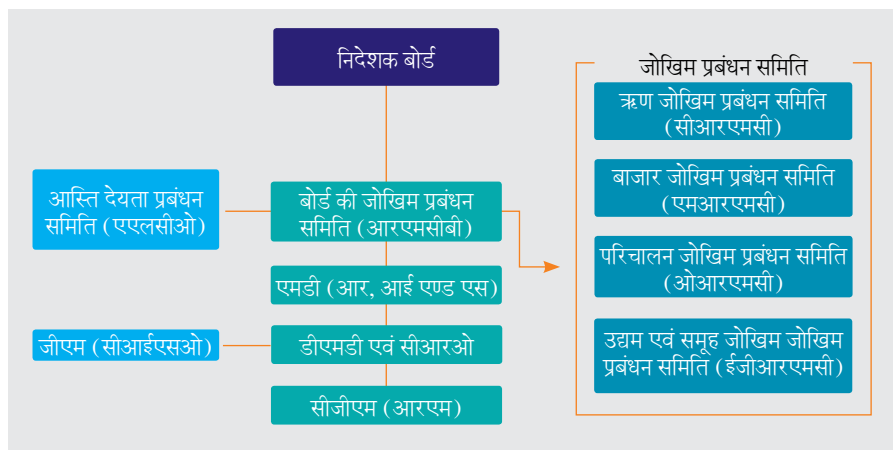 निदेशक बोर्ड
आस्ति देयता प्रबंधन
समिति (एएलसीओ)
बोर्ड की जोखिम प्रबंधन
समिति (आरएमसीबी)
एमडी (आर, आई एण्ड एस)
जीएम (सीआईएसओ)
डीएमडी एवं सीआरओ
सीजीएम (आरएम)
जोखिम प्रबंधन समिति
ऋण जोखिम प्रबंधन समिति
(सीआरएमसी)
बाजार जोखिम प्रबंधन समिति
(एमआरएमसी)
परिचालन जोखिम प्रबंधन समिति
(ओआरएमसी)
उद्यम एवं समूह जोखिम जोखिम
प्रबंधन समिति (ईजीआरएमसी)